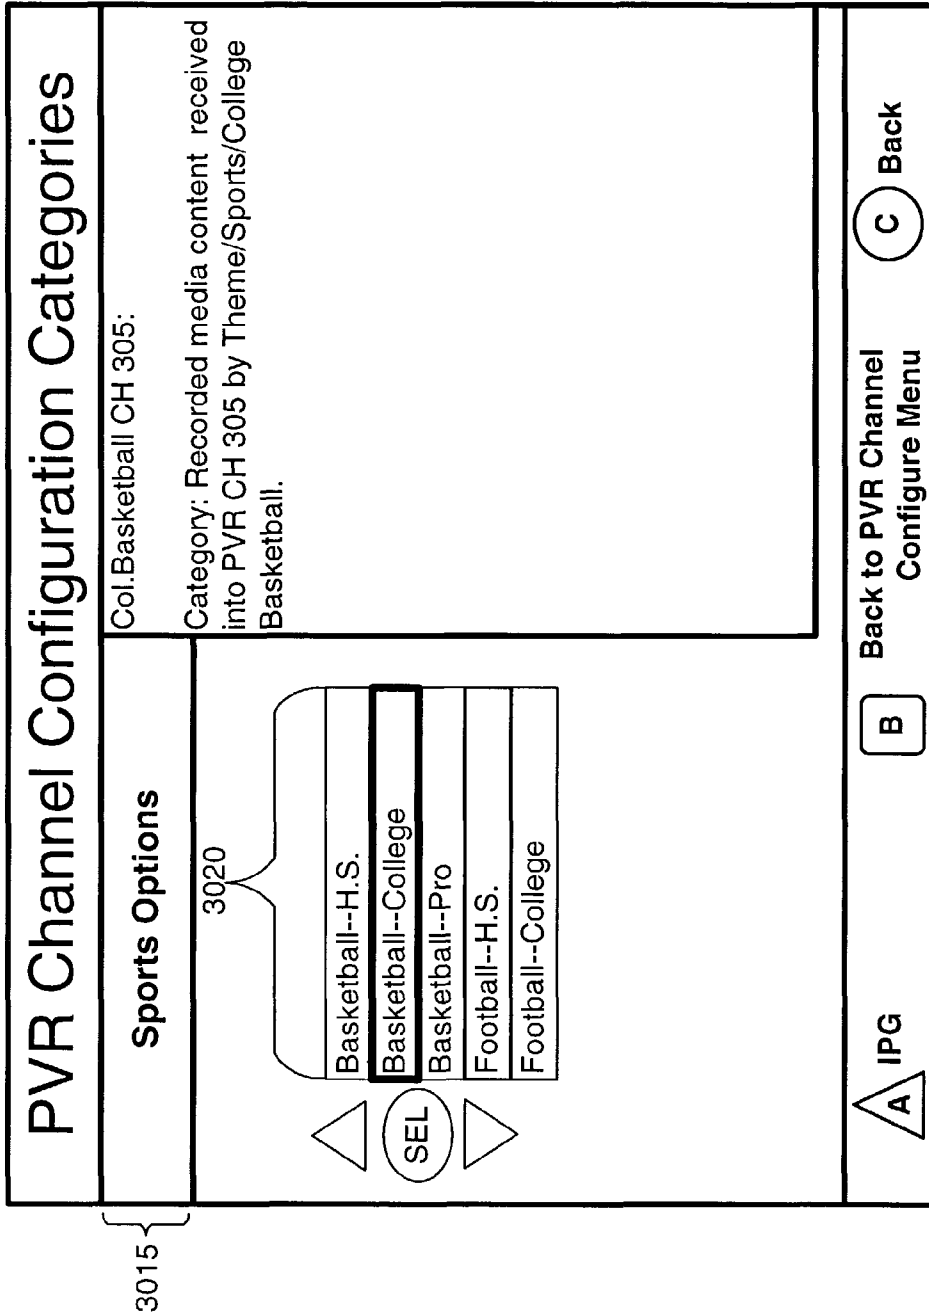 PVR Channel Configuration Categories
3015
Sports Options
3020
Basketball--H.S.
Basketball--College
Basketball--Pro
Football--H.S.
Football--College
SEL
Col.Basketball CH 305:
Category: Recorded media content received
into PVR CH 305 by Theme/Sports/College
Basketball.
A
IPG
B
Back to PVR Channel
Configure Menu
C
Back